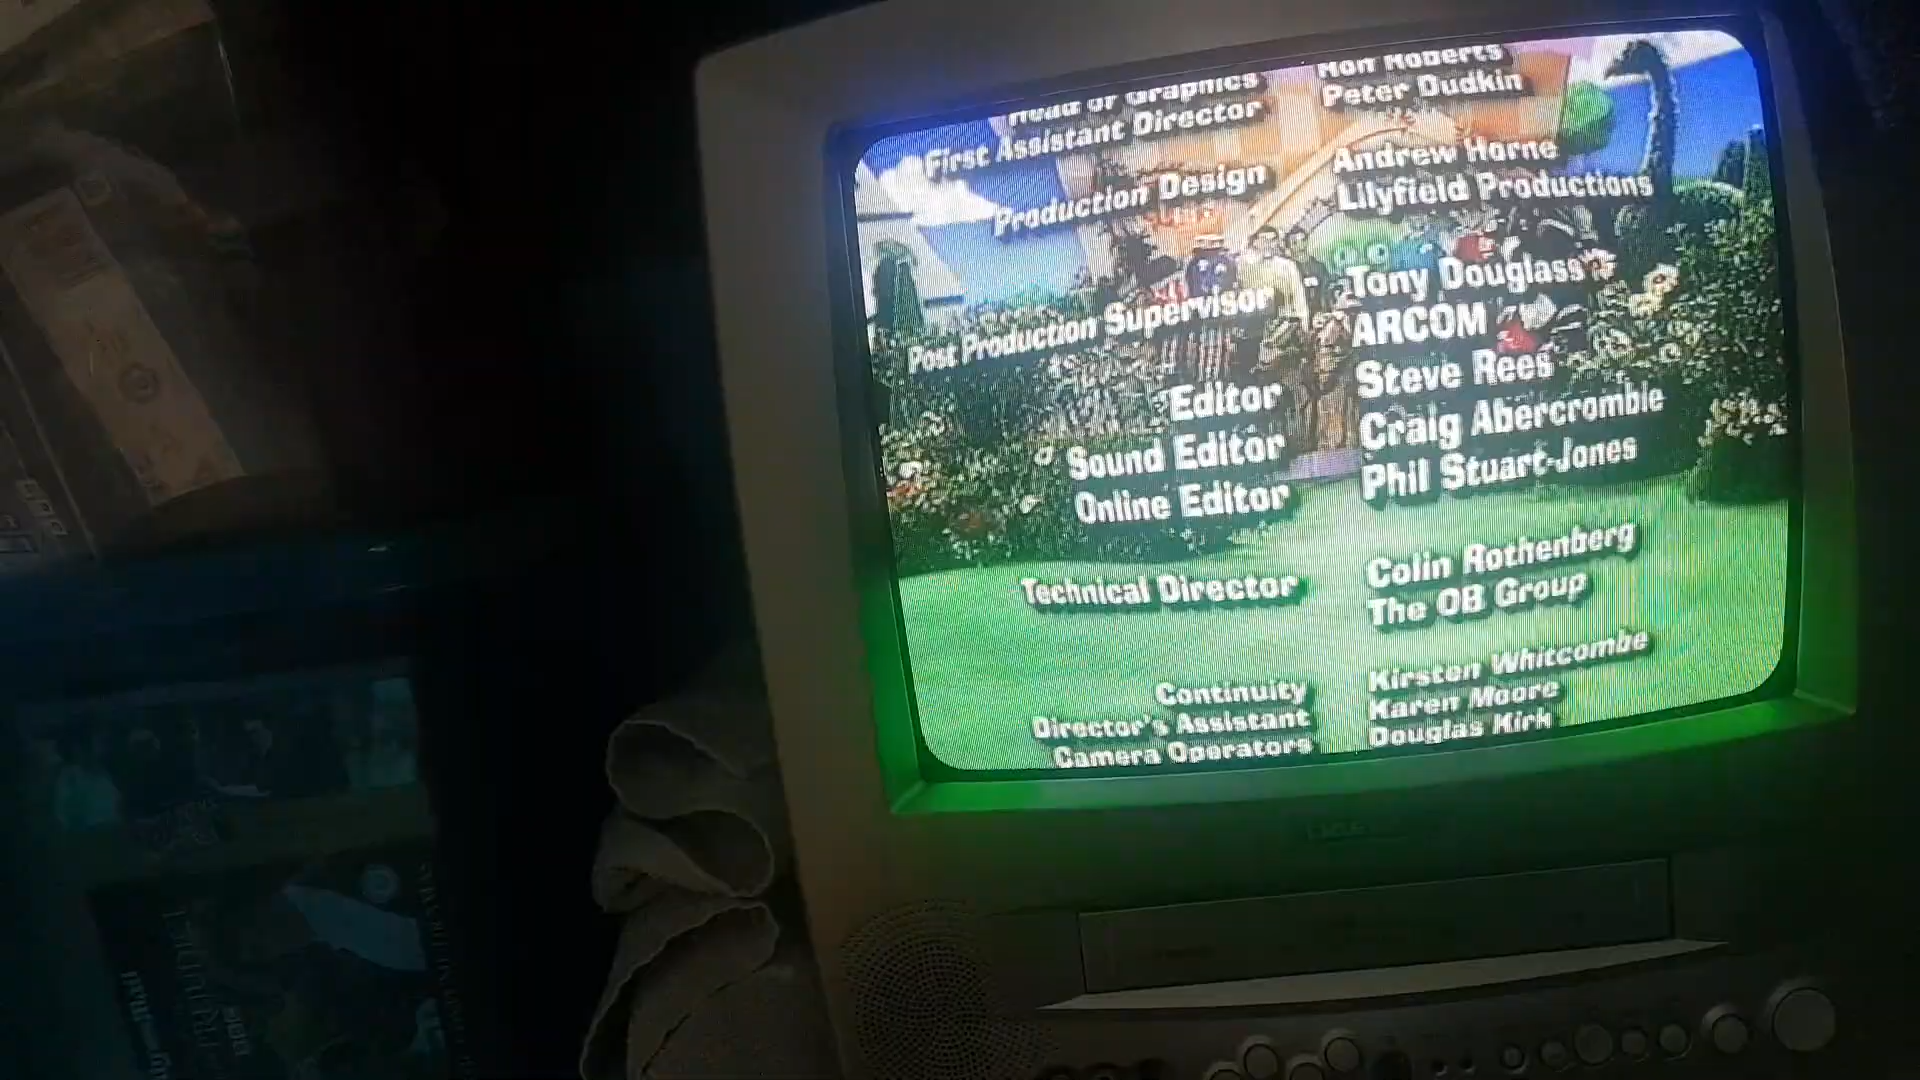 Head of Graphics Ron Roberts
First Assistant Director Peter Dudkin
Production Design Andrew Horne
Lilyfield Productions
Post Production Supervisor Tony Douglass
ARCOM
Editor Steve Rees
Sound Editor Craig Abercrombie
Online Editor Phil Stuart-Jones
Technical Director Colin Rothenberg
The OB Group
Continuity Kirsten Whitcombe
Director's Assistant Karen Moore
Camera Operators Douglas Kirk